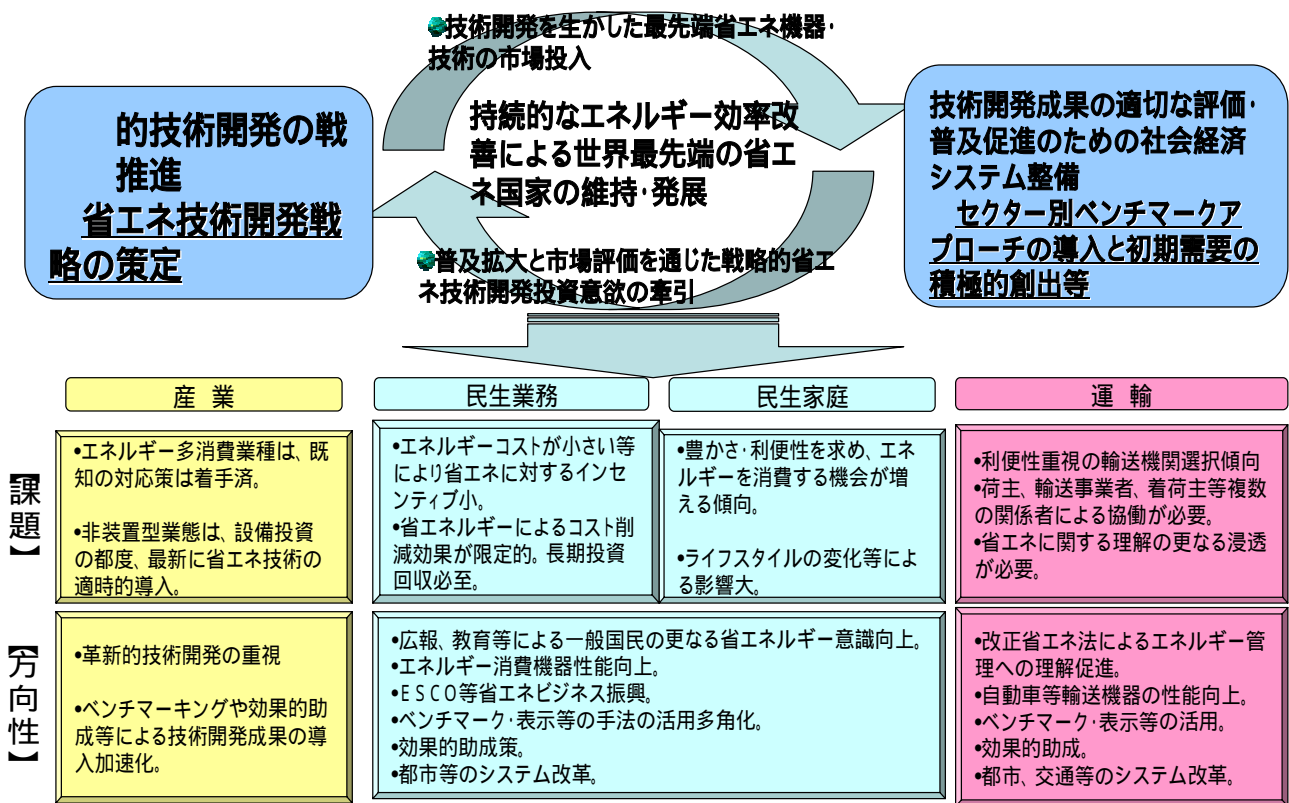 技術開発を生かした最先端省エネ機器・
技術の市場投入
的技術開発の戦
推進
省エネ技術開発戦
略の策定
持続的なエネルギー効率改
善による世界最先端の省エ
ネ国家の維持・発展
技術開発成果の適切な評価・
普及促進のための社会経済
システム整備
セクター別ベンチマークア
プローチの導入と初期需要の
積極的創出等
普及拡大と市場評価を通じた戦略的省エ
ネ技術開発投資意欲の牽引
産 業
民生業務
民生家庭
運 輸
【課題】
•エネルギー多消費業種は、既
知の対応策は着手済。
•非装置型業態は、設備投資
の都度、最新に省エネ技術の
適時的導入。
•エネルギーコストが小さい等
により省エネに対するインセ
ンティブ小。
•省エネルギーによるコスト削
減効果が限定的。長期投資
回収必至。
•豊かさ・利便性を求め、エネ
ルギーを消費する機会が増
える傾向。
•ライフスタイルの変化等によ
る影響大。
•利便性重視の輸送機関選択傾向
•荷主、輸送事業者、着荷主等複数
の関係者による協働が必要。
•省エネに関する理解の更なる浸透
が必要。
【方向性】
•革新的技術開発の重視
•ベンチマーキングや効果的助
成等による技術開発成果の導
入加速化。
•広報、教育等による一般国民の更なる省エネルギー意識向上。
•エネルギー消費機器性能向上。
•ESCO等省エネビジネス振興。
•ベンチマーク・表示等の手法の活用多角化。
•効果的助成策。
•都市等のシステム改革。
•改正省エネ法によるエネルギー管
理への理解促進。
•自動車等輸送機器の性能向上。
•ベンチマーク・表示等の活用。
•効果的助成。
•都市、交通等のシステム改革。